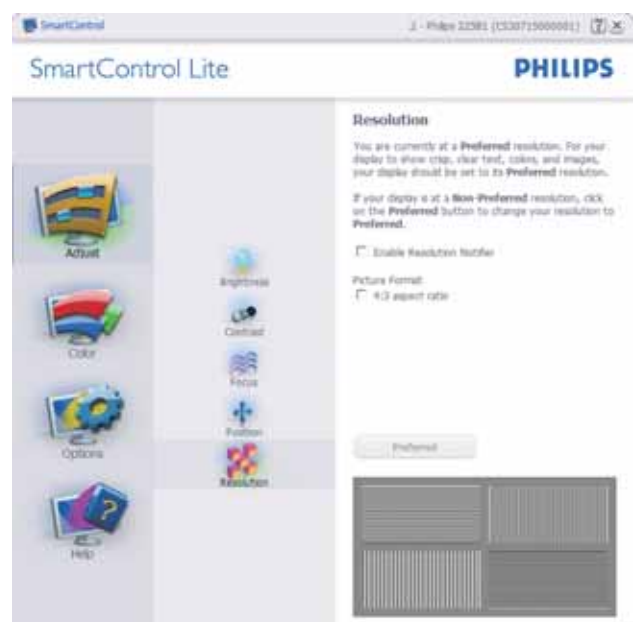 SmartControl
SmartControl Lite
PHILIPS
Adjust
Color
Options
Help
Brightness
Contrast
Focus
Position
Resolution
Resolution
You are currently at a Preferred resolution. For your
display to show crisp, clear text, colors, and images,
your display should be set to its Preferred resolution.
If your display is at a Non-Preferred resolution, click
on the Preferred button to change your resolution to
Preferred.
Enable Resolution Notifier
Picture Format:
4:3 aspect ratio
Preferred